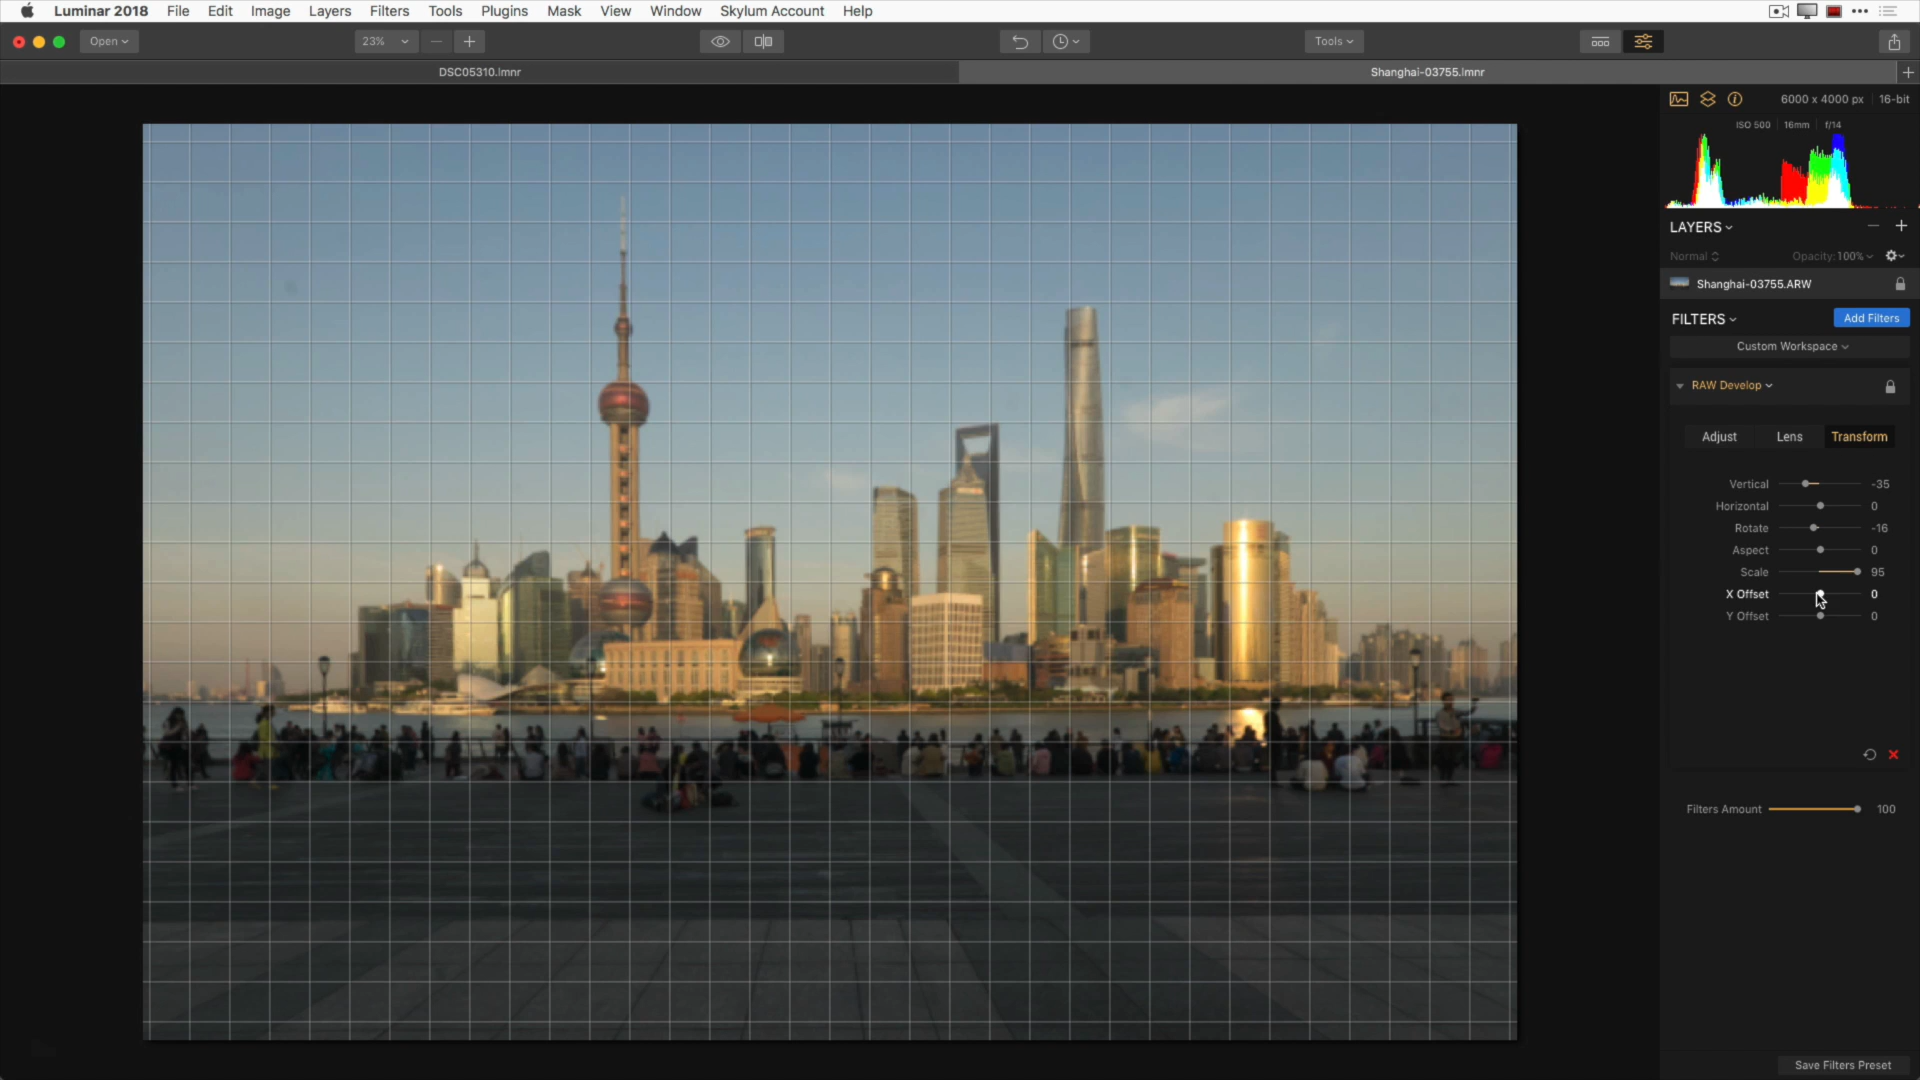 Luminar 2018 File Edit Image Layers Filters Tools Plugins Mask View Window Skylum Account Help
Open 23% Tools
DSC05310.lmnr Shanghai-03755.lmnr
6000 x 4000 px 16-bit
ISO 500 16mm f/14
LAYERS
Normal Opacity: 100%
Shanghai-03755.ARW
FILTERS Add Filters
Custom Workspace
RAW Develop
Adjust Lens Transform
Vertical -35
Horizontal 0
Rotate -16
Aspect 0
Scale 95
X Offset 0
Y Offset 0
Filters Amount 100
Save Filters Preset